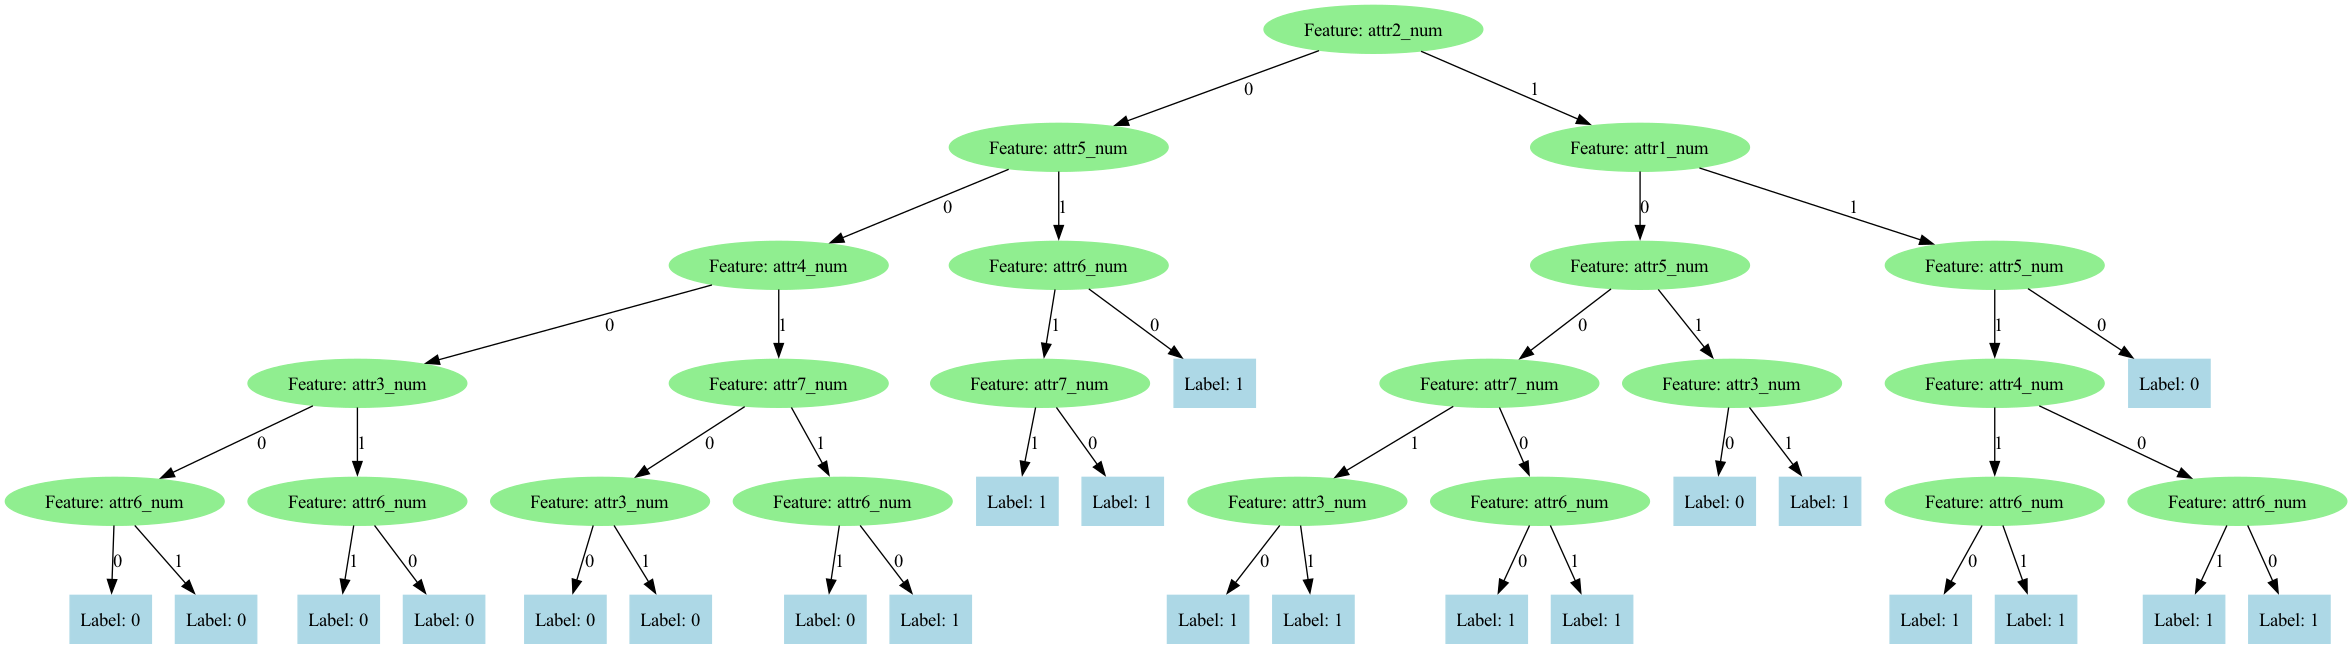 Feature: attr2_num
0
1
Feature: attr5_num
Feature: attr1_num
0
1
0
1
Feature: attr4_num
Feature: attr6_num
Feature: attr5_num
Feature: attr5_num
0
1
1
0
0
1
1
0
Feature: attr3_num
Feature: attr7_num
Feature: attr7_num
Label: 1
Feature: attr7_num
Feature: attr3_num
Feature: attr4_num
Label: 0
0
1
0
1
1
0
1
0
0
1
1
0
Feature: attr6_num
Feature: attr6_num
Feature: attr3_num
Feature: attr6_num
Label: 1
Label: 1
Feature: attr3_num
Feature: attr6_num
Label: 0
Label: 1
Feature: attr6_num
Feature: attr6_num
0
1
1
0
0
1
1
0
0
1
0
1
0
1
1
0
Label: 0
Label: 0
Label: 0
Label: 0
Label: 0
Label: 0
Label: 0
Label: 1
Label: 1
Label: 1
Label: 1
Label: 1
Label: 1
Label: 1
Label: 1
Label: 1